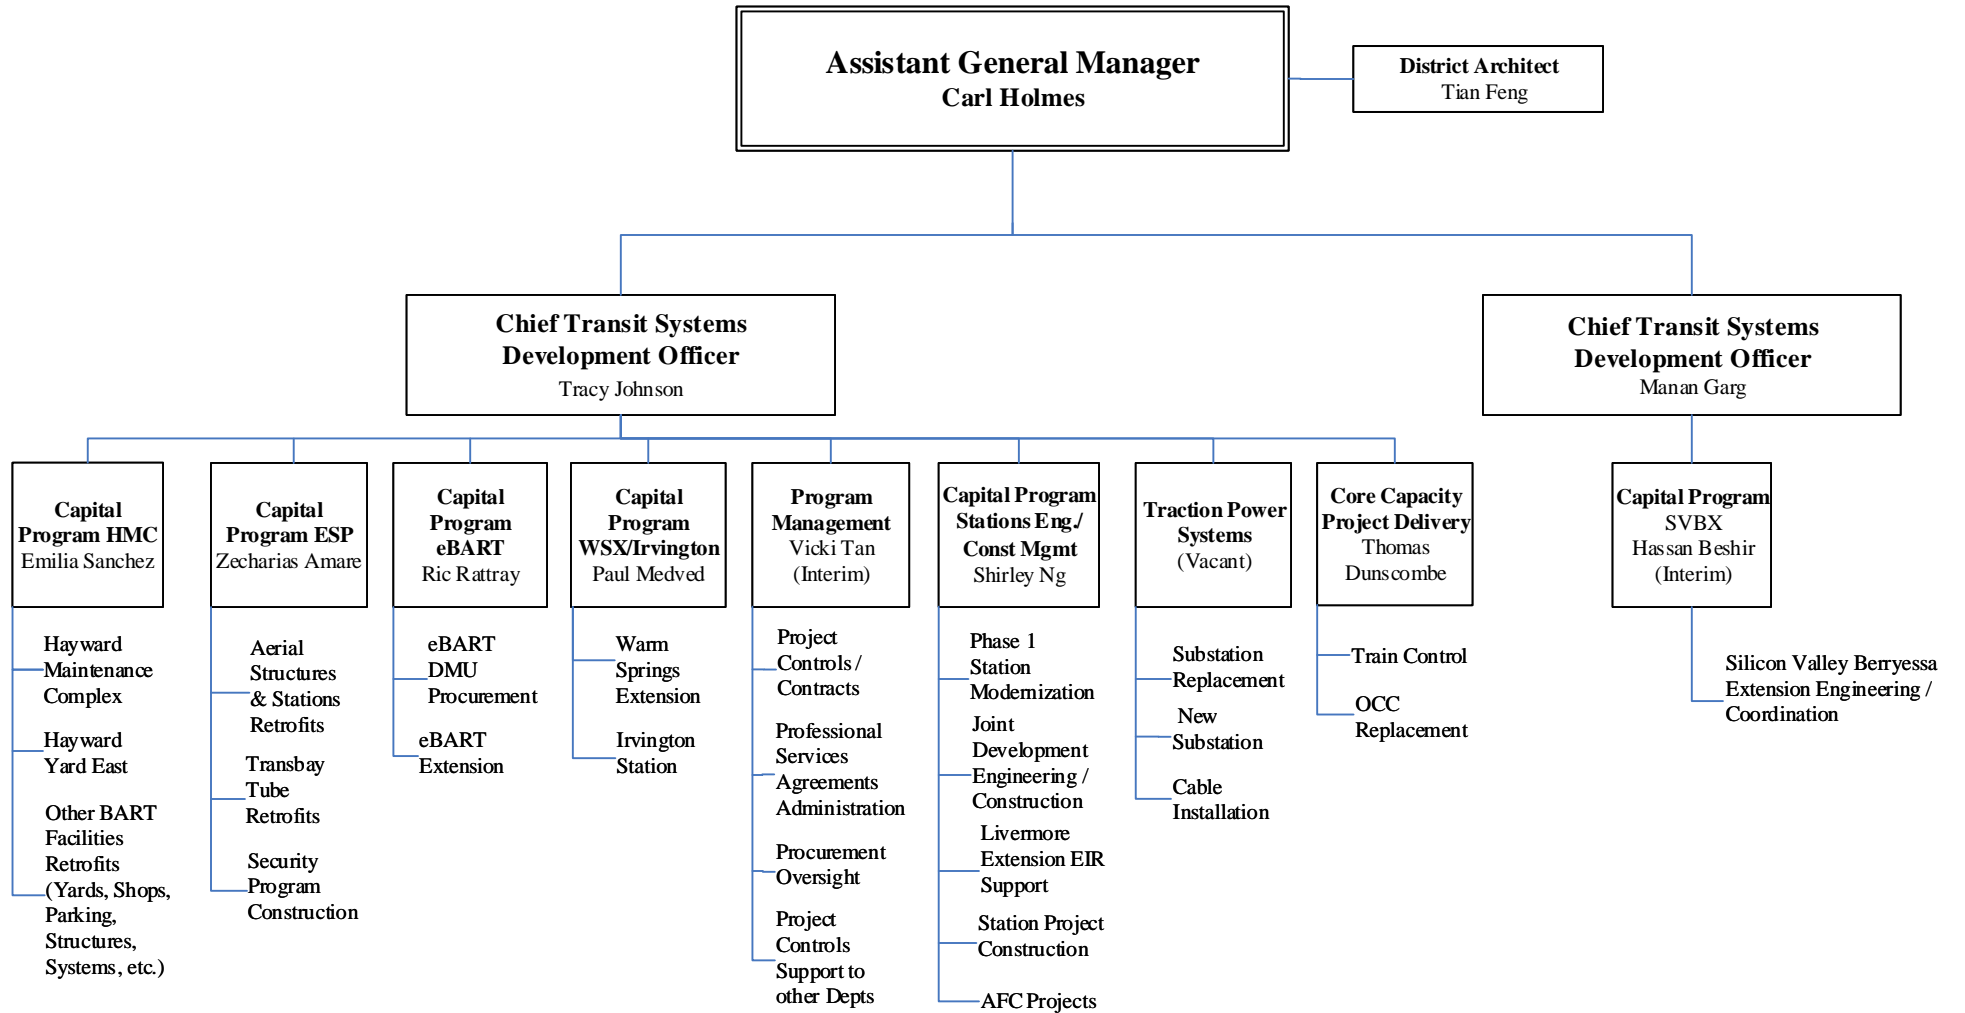 Assistant General Manager
Carl Holmes
District Architect
Tian Feng
Chief Transit Systems
Development Officer
Tracy Johnson
Chief Transit Systems
Development Officer
Manan Garg
Capital
Program HMC
Emilia Sanchez
Hayward
Maintenance
Complex
Hayward
Yard East
Other BART
Facilities
Retrofits
(Yards, Shops,
Parking,
Structures,
Systems, etc.)
Capital
Program ESP
Zecharias Amare
Aerial
Structures
& Stations
Retrofits
Transbay
Tube
Retrofits
Security
Program
Construction
Capital
Program
eBART
Ric Rattray
eBART
DMU
Procurement
eBART
Extension
Capital
Program
WSX/Irvington
Paul Medved
Warm
Springs
Extension
Irvington
Station
Program
Management
Vicki Tan
(Interim)
Project
Controls /
Contracts
Professional
Services
Agreements
Administration
Procurement
Oversight
Project
Controls
Support to
other Depts
Capital Program
Stations Eng./
Const Mgmt
Shirley Ng
Phase 1
Station
Modernization
Joint
Development
Engineering /
Construction
Livermore
Extension EIR
Support
Station Project
Construction
AFC Projects
Traction Power
Systems
(Vacant)
Substation
Replacement
New
Substation
Cable
Installation
Core Capacity
Project Delivery
Thomas
Dunscombe
Train Control
OCC
Replacement
Capital Program
SVBX
Hassan Beshir
(Interim)
Silicon Valley Berryessa
Extension Engineering /
Coordination